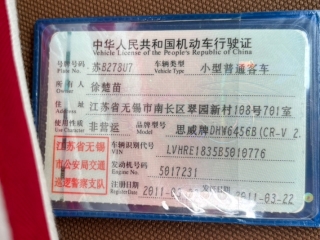 中华人民共和国机动车行驶证
Vehicle License of the People's Republic of China
号牌号码 苏B278U7 车辆类型 小型普通客车
Plate No. Vehicle Type
所有人 徐楚苗
Owner
住址 江苏省无锡市南长区翠园新村108号701室
Address
使用性质 非营运 品牌型号 思威牌DHW6456B(CR-V 2.
Use Character
江苏省无锡 车辆识别代号 LVHRE1835B5010776
VIN
市公安局交通 发动机号码 5017231
Engine No.
巡逻警察支队 注册日期 2011-03 发证日期 2011-03-22
Register Date